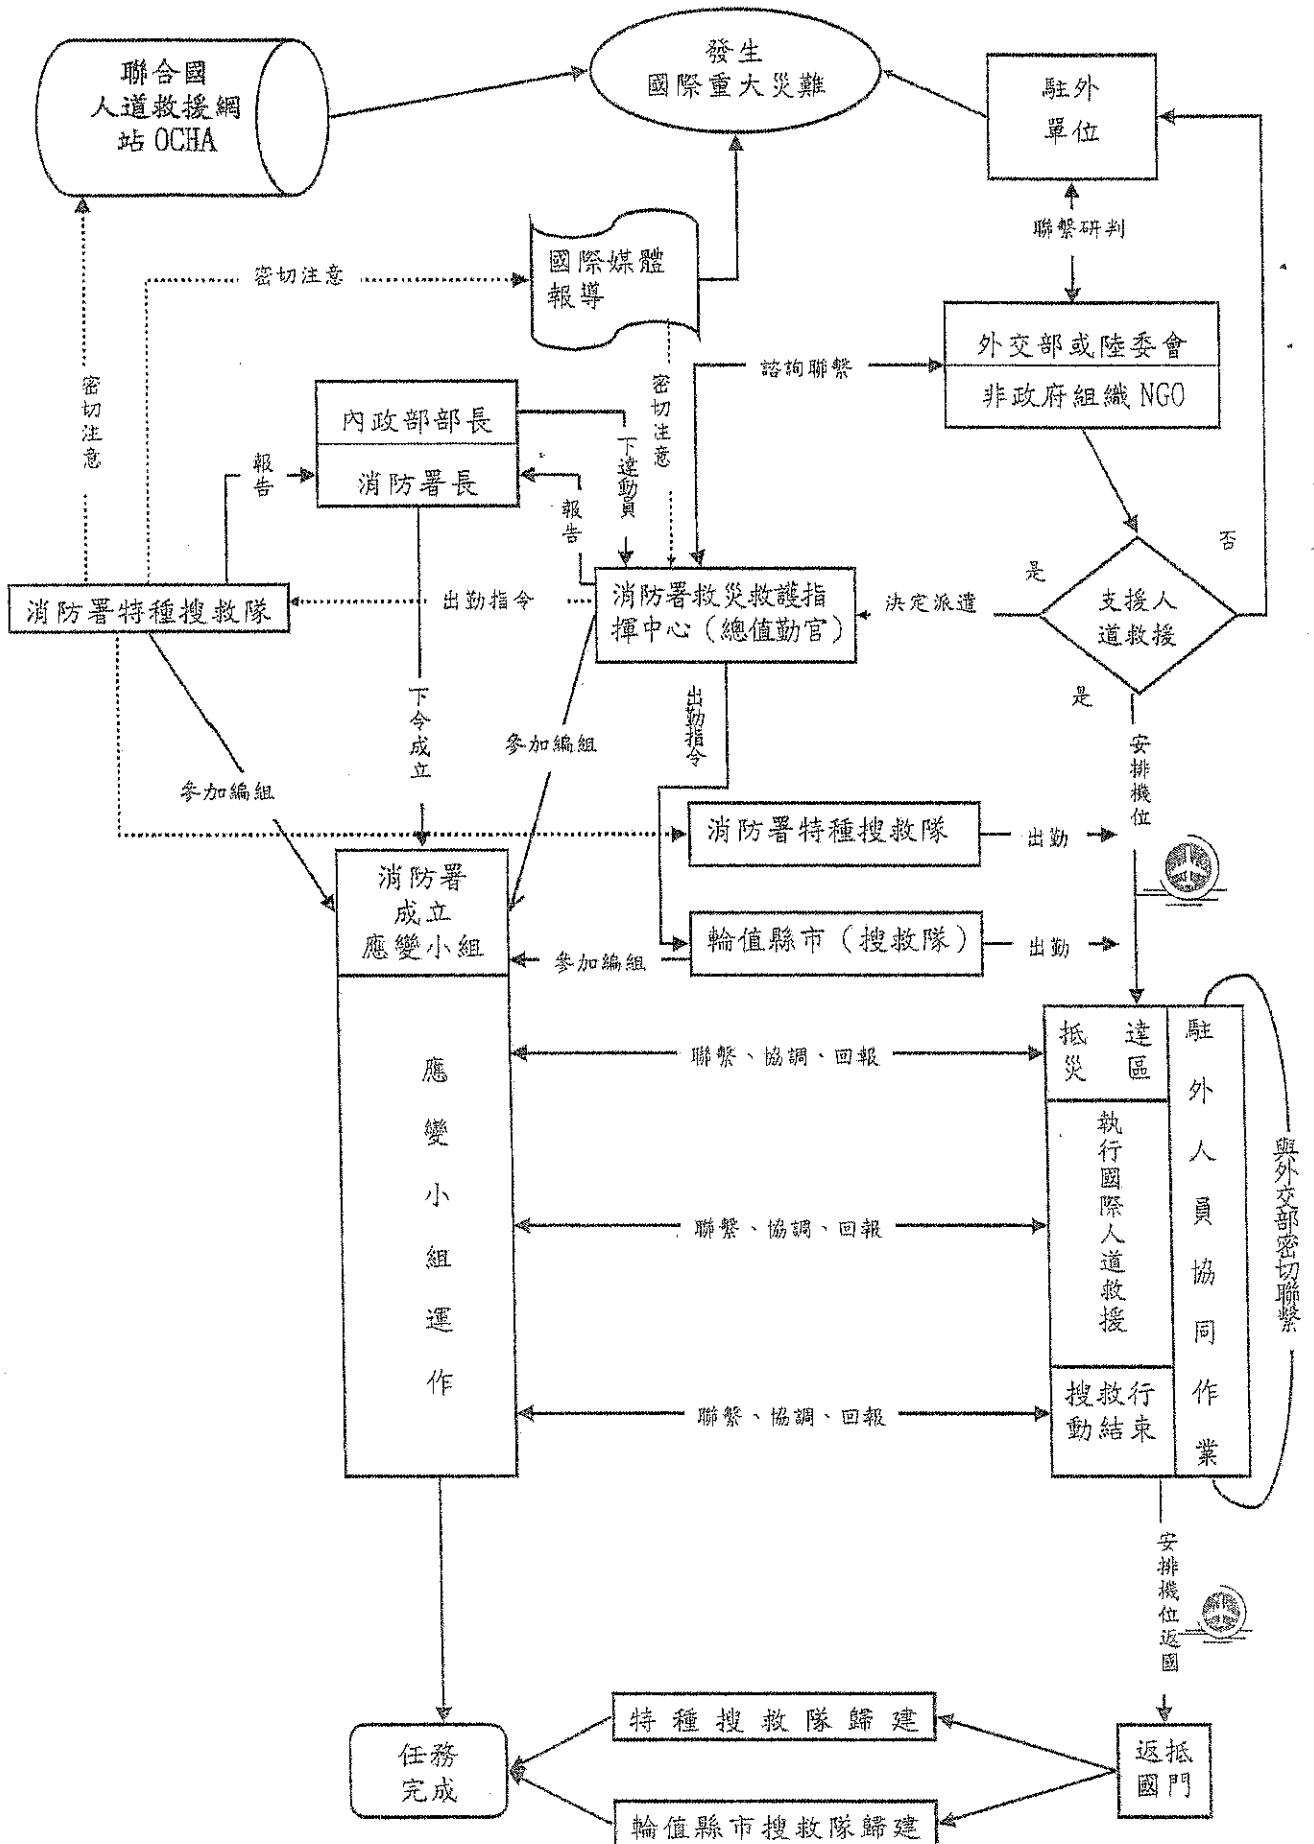 聯合國
人道救援網
站 OCHA
發生
國際重大災難
駐外
單位
聯繫研判
密切注意
國際媒體
報導
外交部或陸委會
非政府組織 NGO
諮詢聯繫
密切注意
密切注意
內政部部長
消防署長
下達動員
報告
報告
否
是
消防署特種搜救隊
出勤指令
消防署救災救護指
揮中心（總值勤官）
決定派遣
支援人
道救援
是
下令成立
出勤指令
參加編組
參加編組
安排機位
消防署特種搜救隊
出勤
消防署
成立
應變小組
輪值縣市（搜救隊）
出勤
參加編組
應變小組運作
聯繫、協調、回報
抵達
災區
駐外人員協同作業
執行國際人道救援
與外交部密切聯繫
聯繫、協調、回報
聯繫、協調、回報
搜救行
動結束
安排機位返國
特種搜救隊歸建
任務
完成
返抵
國門
輪值縣市搜救隊歸建